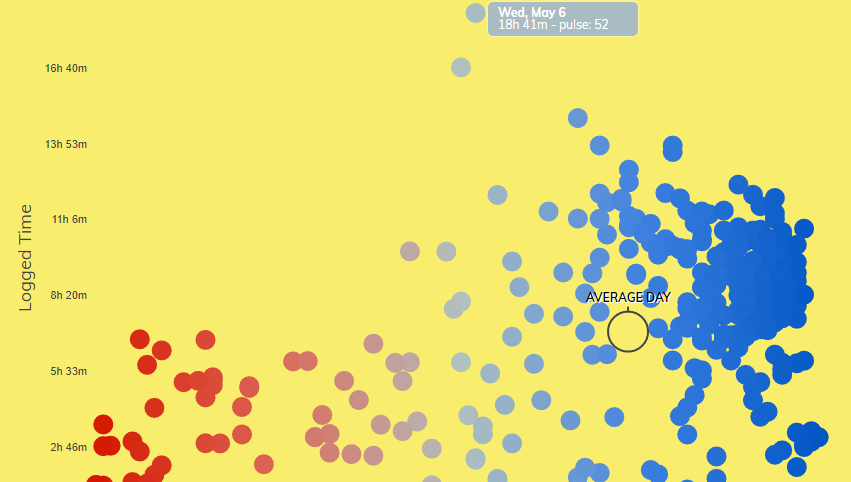 Wed, May 6
18h 41m - pulse: 52
16h 40m
13h 53m
11h 6m
Logged Time
8h 20m
AVERAGE DAY
5h 33m
2h 46m